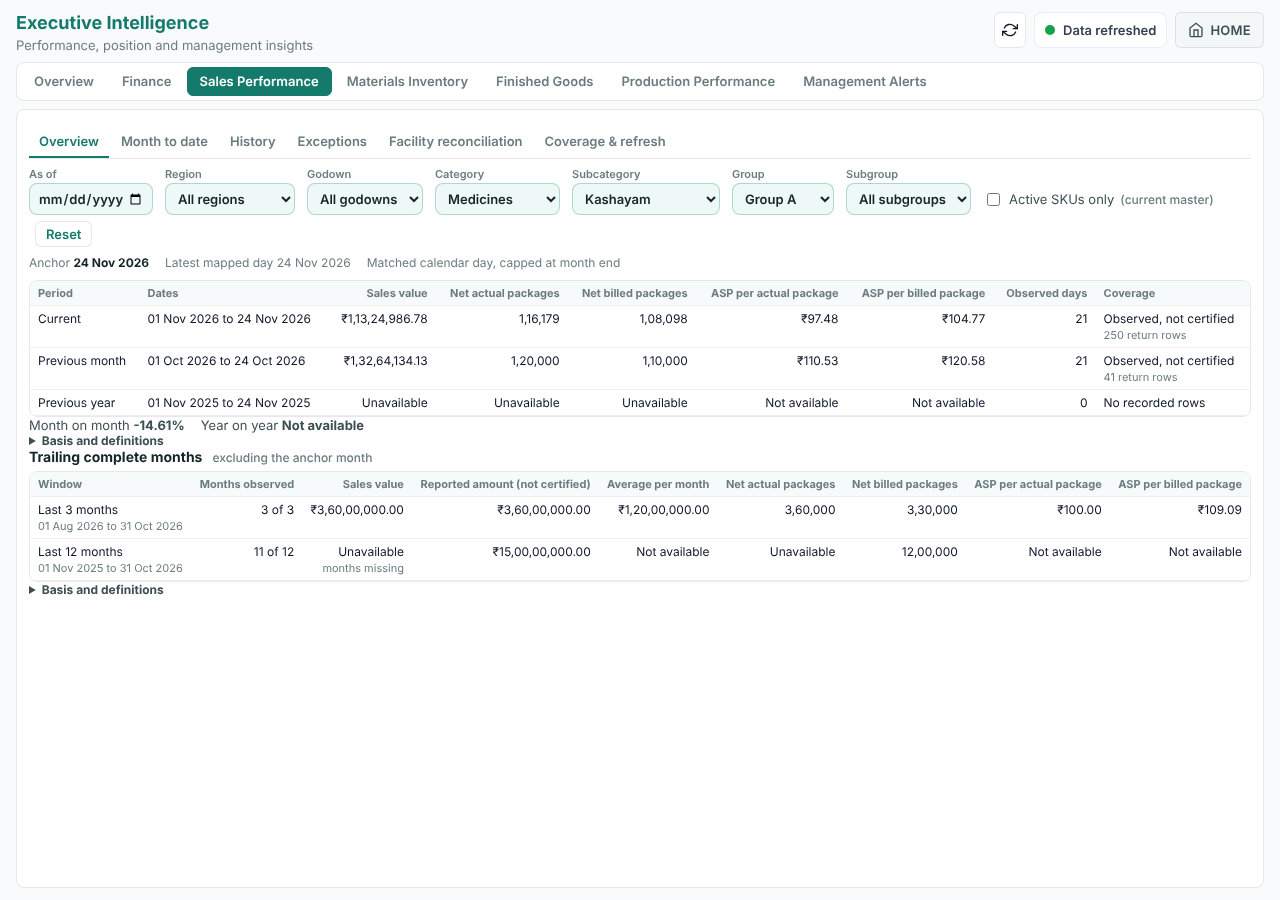 Executive Intelligence
Performance, position and management insights
Data refreshed
HOME
Overview Finance Sales Performance Materials Inventory Finished Goods Production Performance Management Alerts
Overview Month to date History Exceptions Facility reconciliation Coverage & refresh
As of Region Godown Category Subcategory Group Subgroup
mm/dd/yyyy All regions All godowns Medicines Kashayam Group A All subgroups Active SKUs only (current master)
Reset
Anchor 24 Nov 2026 Latest mapped day 24 Nov 2026 Matched calendar day, capped at month end
Period Dates Sales value Net actual packages Net billed packages ASP per actual package ASP per billed package Observed days Coverage
Current 01 Nov 2026 to 24 Nov 2026 ₹1,13,24,986.78 1,16,179 1,08,098 ₹97.48 ₹104.77 21 Observed, not certified
250 return rows
Previous month 01 Oct 2026 to 24 Oct 2026 ₹1,32,64,134.13 1,20,000 1,10,000 ₹110.53 ₹120.58 21 Observed, not certified
41 return rows
Previous year 01 Nov 2025 to 24 Nov 2025 Unavailable Unavailable Unavailable Not available Not available 0 No recorded rows
Month on month -14.61% Year on year Not available
Basis and definitions
Trailing complete months excluding the anchor month
Window Months observed Sales value Reported amount (not certified) Average per month Net actual packages Net billed packages ASP per actual package ASP per billed package
Last 3 months 3 of 3 ₹3,60,00,000.00 ₹3,60,00,000.00 ₹1,20,00,000.00 3,60,000 3,30,000 ₹100.00 ₹109.09
01 Aug 2026 to 31 Oct 2026
Last 12 months 11 of 12 Unavailable ₹15,00,00,000.00 Not available Unavailable 12,00,000 Not available Not available
01 Nov 2025 to 31 Oct 2026 months missing
Basis and definitions